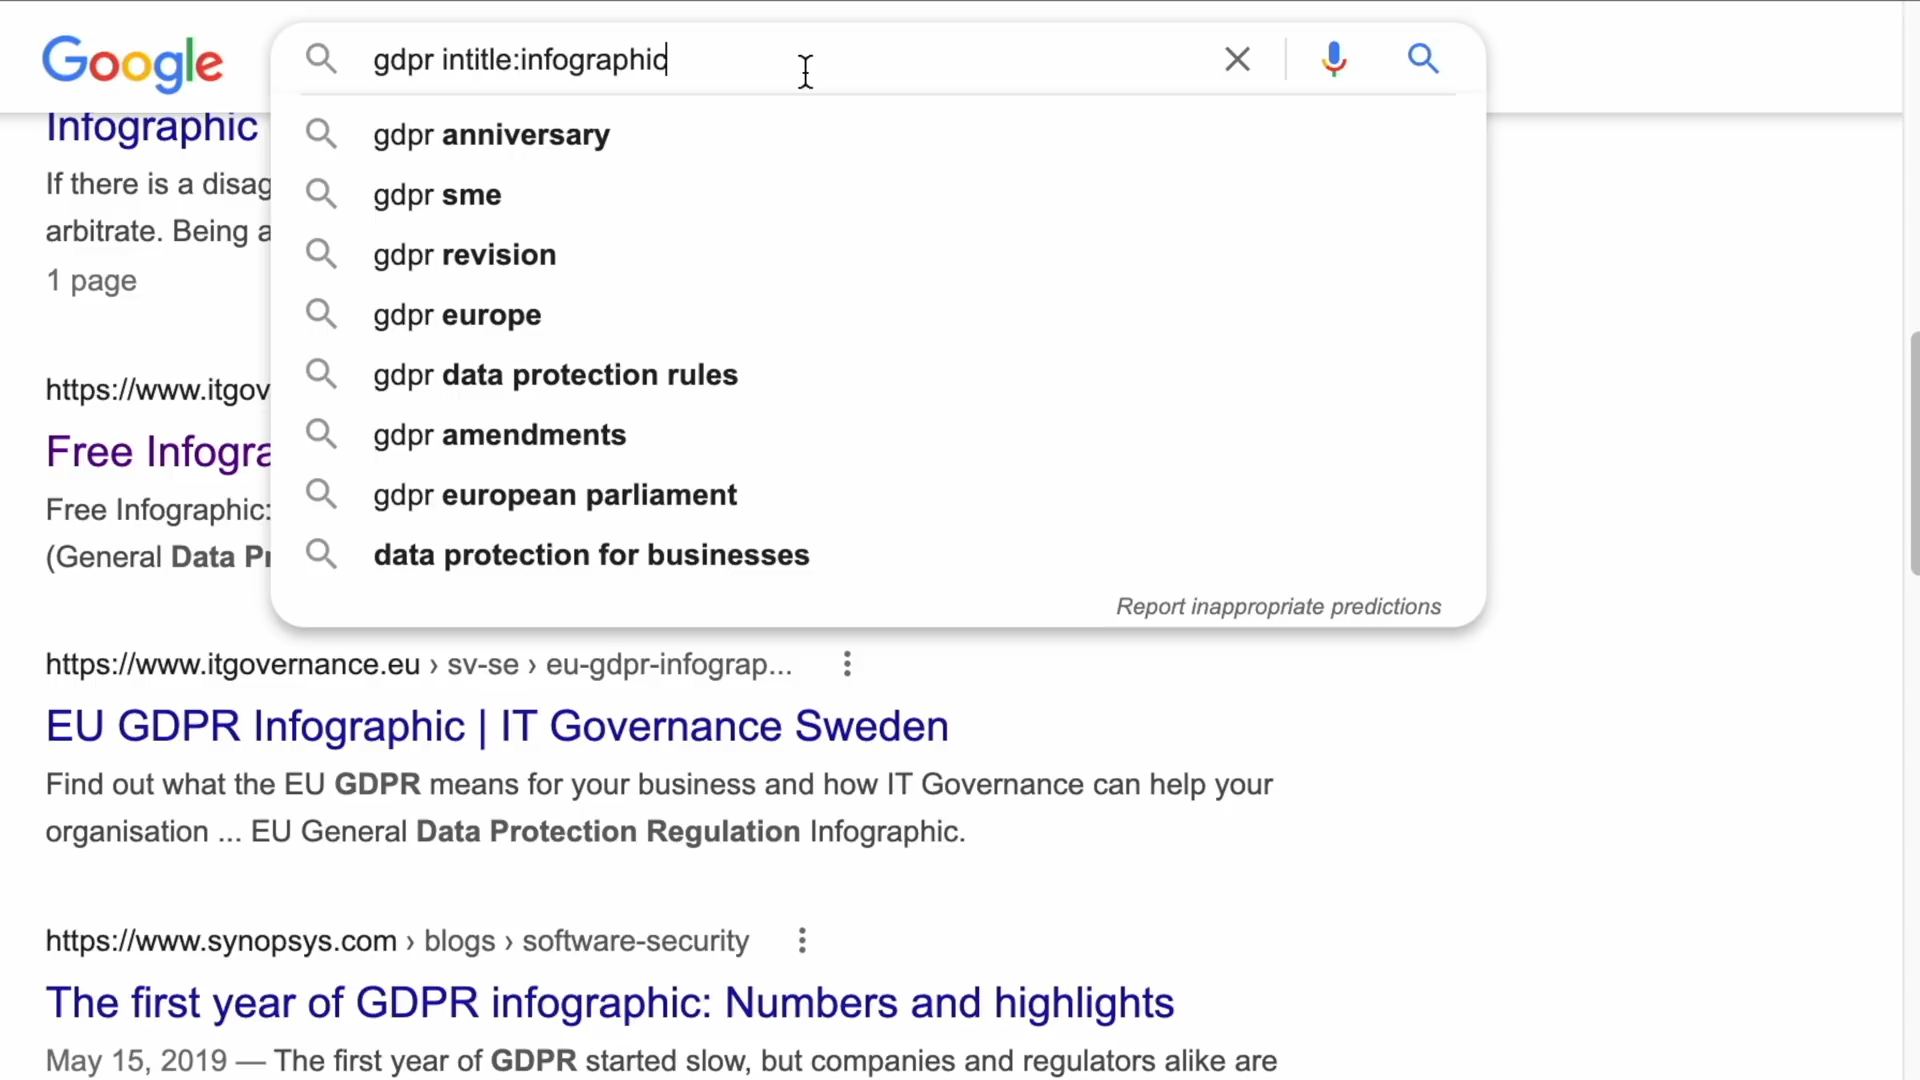 Google
gdpr intitle:infographic
gdpr anniversary
gdpr sme
gdpr revision
gdpr europe
gdpr data protection rules
gdpr amendments
gdpr european parliament
data protection for businesses
Report inappropriate predictions
Infographic
If there is a
arbitrate. Being
1 page
https://www.itgov
Free
Free Infographic:
(General Data
https://www.itgovernance.eu › sv-se › eu-gdpr-infograp...
EU GDPR Infographic | IT Governance Sweden
Find out what the EU GDPR means for your business and how IT Governance can help your
organisation ... EU General Data Protection Regulation Infographic.
https://www.synopsys.com › blogs › software-security
The first year of GDPR infographic: Numbers and highlights
May 15, 2019 — The first year of GDPR started slow, but companies and regulators alike are